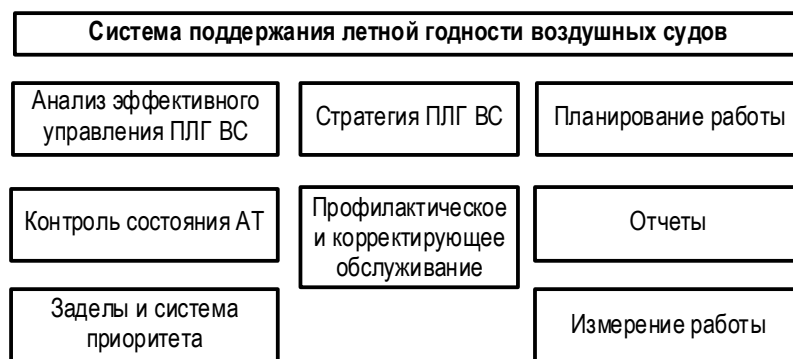 Система поддержания летной годности воздушных судов
Анализ эффективного
управления ПЛГ ВС
Стратегия ПЛГ ВС
Планирование работы
Контроль состояния АТ
Профилактическое
и корректирующее
обслуживание
Отчеты
Заделы и система
приоритета
Измерение работы